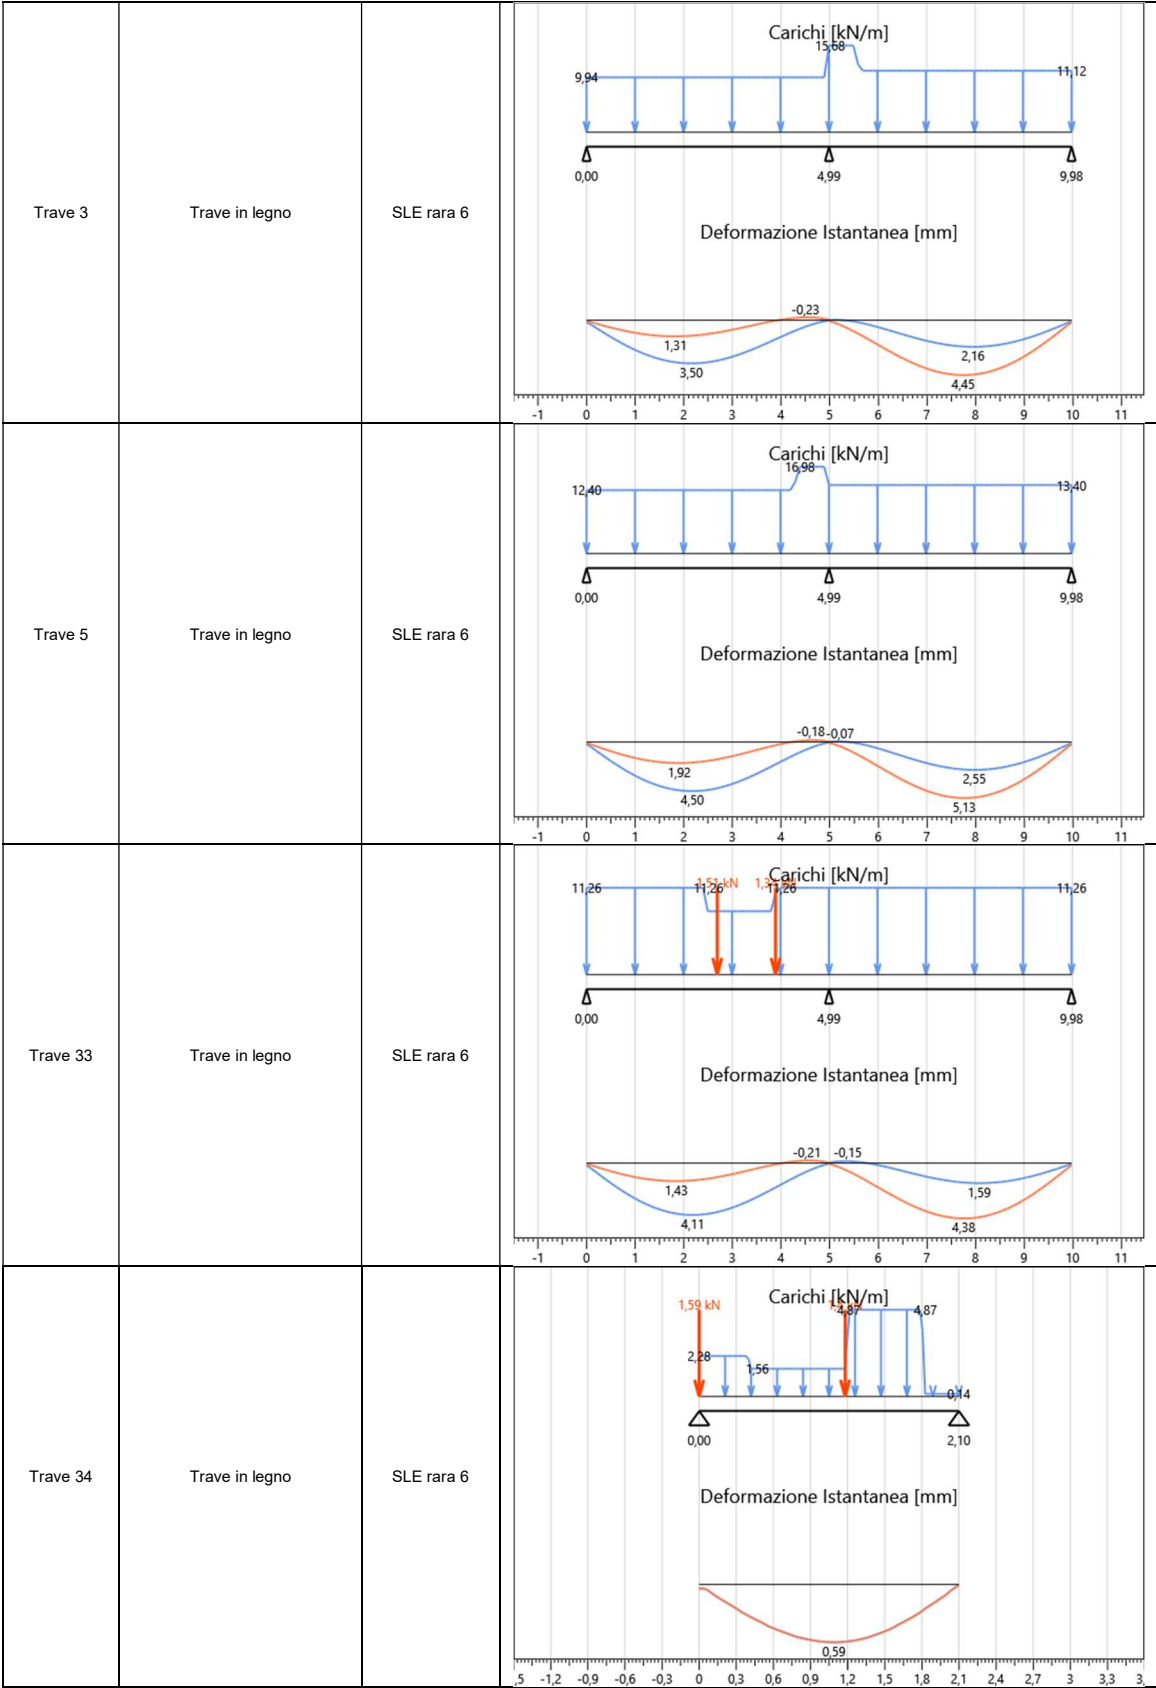 Carichi [kN/m]
15,68
9,94
11,12
0,00 4,99 9,98
Trave 3 Trave in legno SLE rara 6
Deformazione Istantanea [mm]
-0,23
1,31
2,16
3,50
4,45
-1 0 1 2 3 4 5 6 7 8 9 10 11
Carichi [kN/m]
16,98
12,40
13,40
0,00 4,99 9,98
Trave 5 Trave in legno SLE rara 6
Deformazione Istantanea [mm]
-0,18 -0,07
1,92
2,55
4,50
5,13
-1 0 1 2 3 4 5 6 7 8 9 10 11
Carichi [kN/m]
1,51 kN
11,26 11,26 11,26 11,26
0,00 4,99 9,98
Trave 33 Trave in legno SLE rara 6
Deformazione Istantanea [mm]
-0,21 -0,15
1,43
1,59
4,11
4,38
-1 0 1 2 3 4 5 6 7 8 9 10 11
Carichi [kN/m]
1,59 kN
4,87 4,87
2,28
1,56
0,14
0,00 2,10
Trave 34 Trave in legno SLE rara 6
Deformazione Istantanea [mm]
0,59
,5 -1,2 -0,9 -0,6 -0,3 0 0,3 0,6 0,9 1,2 1,5 1,8 2,1 2,4 2,7 3 3,3 3,